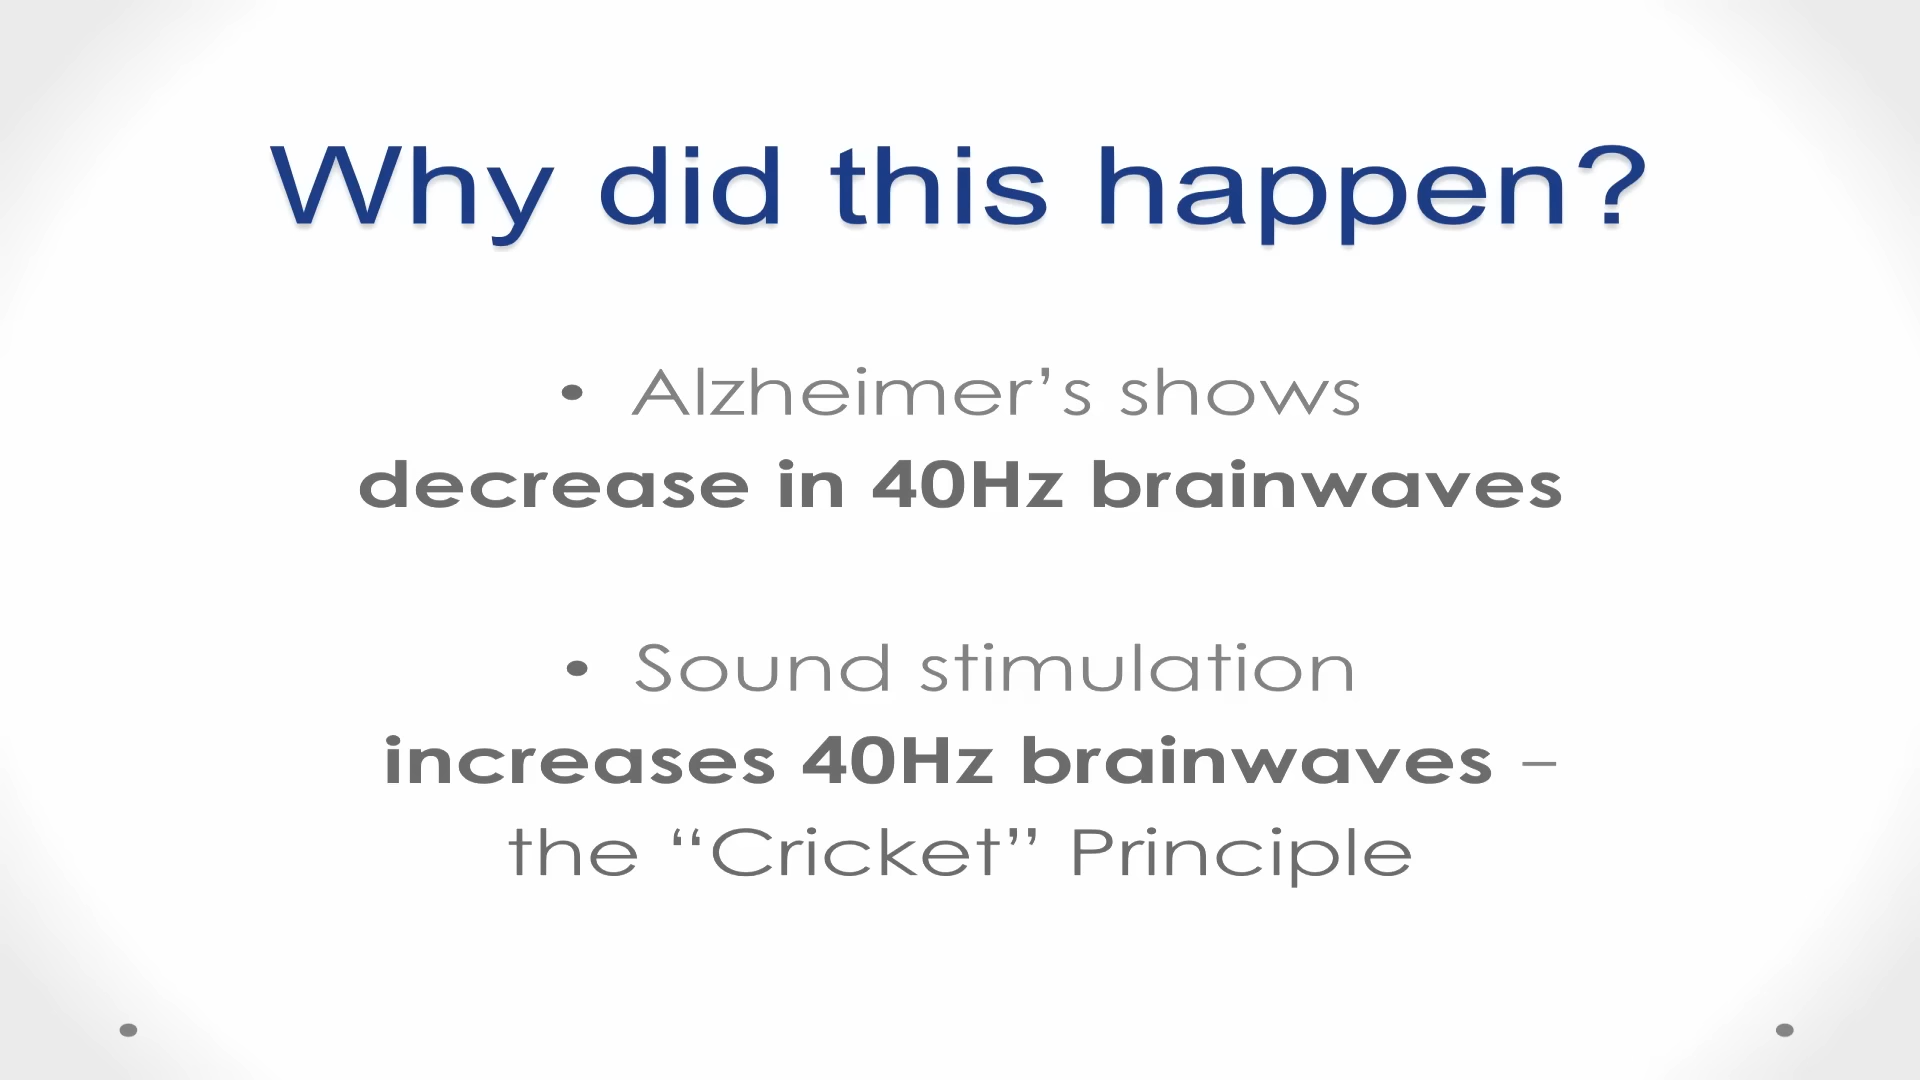 Why did this happen?
• Alzheimer’s shows
decrease in 40Hz brainwaves
• Sound stimulation
increases 40Hz brainwaves –
the “Cricket” Principle